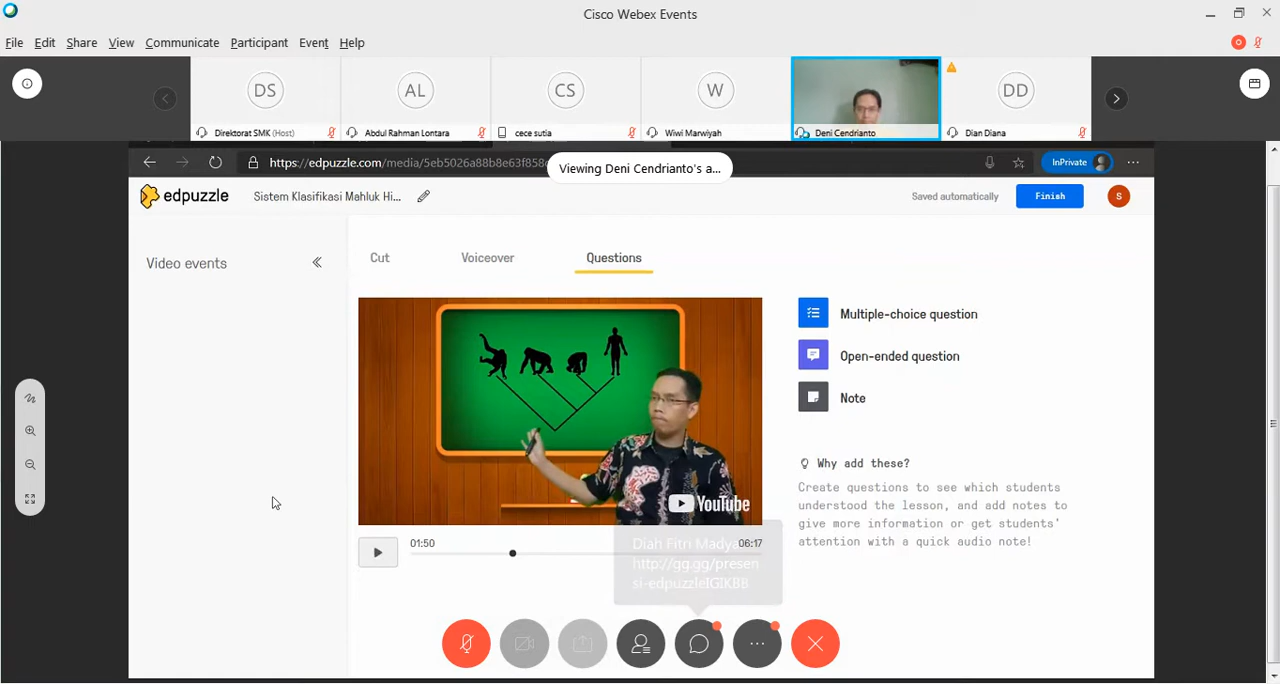 Cisco Webex Events
File Edit Share View Communicate Participant Event Help
DS AL CS W DD
Direktorat SMK (Host) Abdul Rahman Lontara cece sutia Wiwi Marwiyah Deni Cendrianto Dian Diana
https://edpuzzle.com/media/5eb5026a88b8e63f858
Viewing Deni Cendrianto's a...
InPrivate
edpuzzle Sistem Klasifikasi Mahluk Hi... Saved automatically Finish S
Video events
Cut Voiceover Questions
Multiple-choice question
Open-ended question
Note
Why add these?
Create questions to see which students
understood the lesson, and add notes to
give more information or get students'
attention with a quick audio note!
YouTube
01:50 06:17
Diah Fitri Madya
http://gg.gg/presen
si-edpuzzleIGIKBB